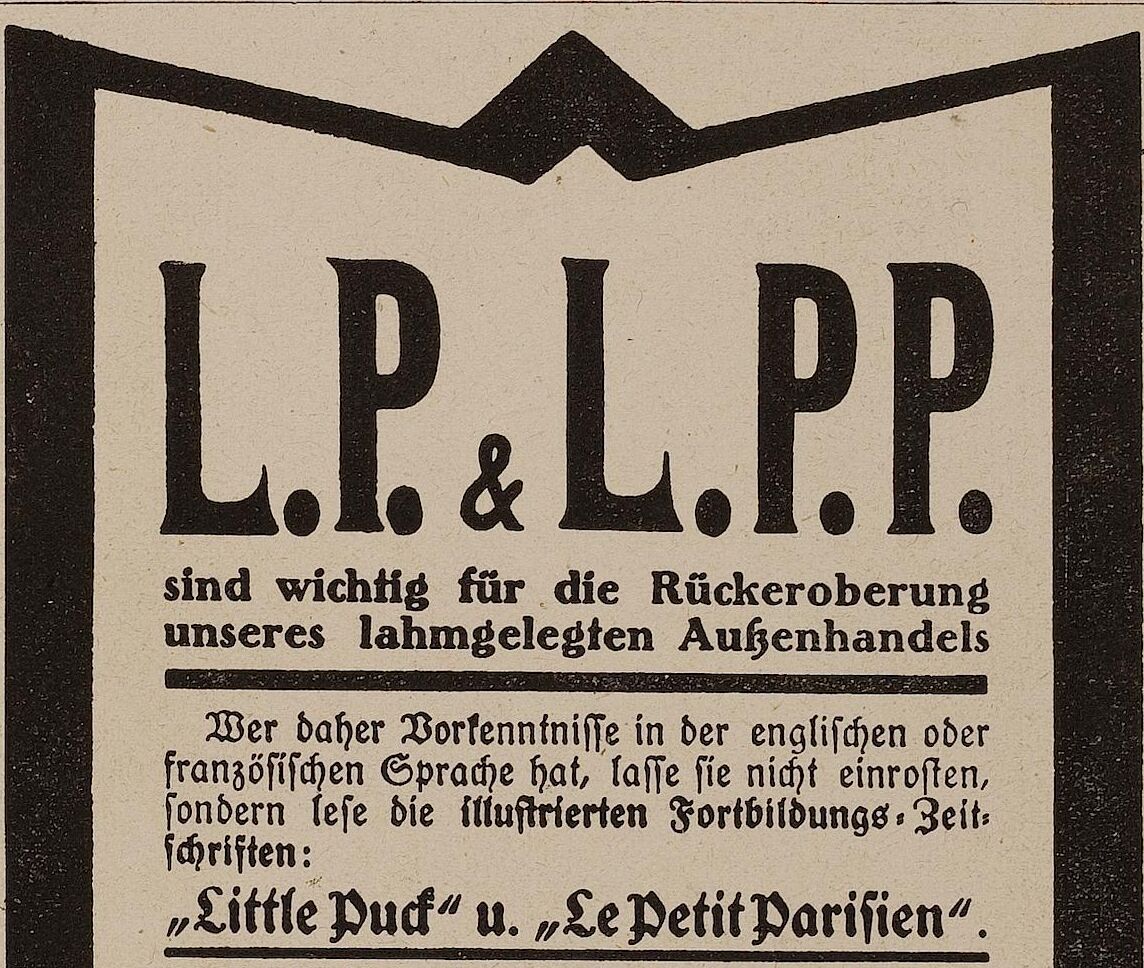 L.P. & L.P.P.
sind wichtig für die Rückeroberung
unseres lahmgelegten Außenhandels
Wer daher Vorkenntnisse in der englischen oder
französischen Sprache hat, lasse sie nicht einrosten,
sondern lese die illustrierten Fortbildungs-Zeit-
schriften:
„Little Puck“ u. „Le Petit Parisien“.